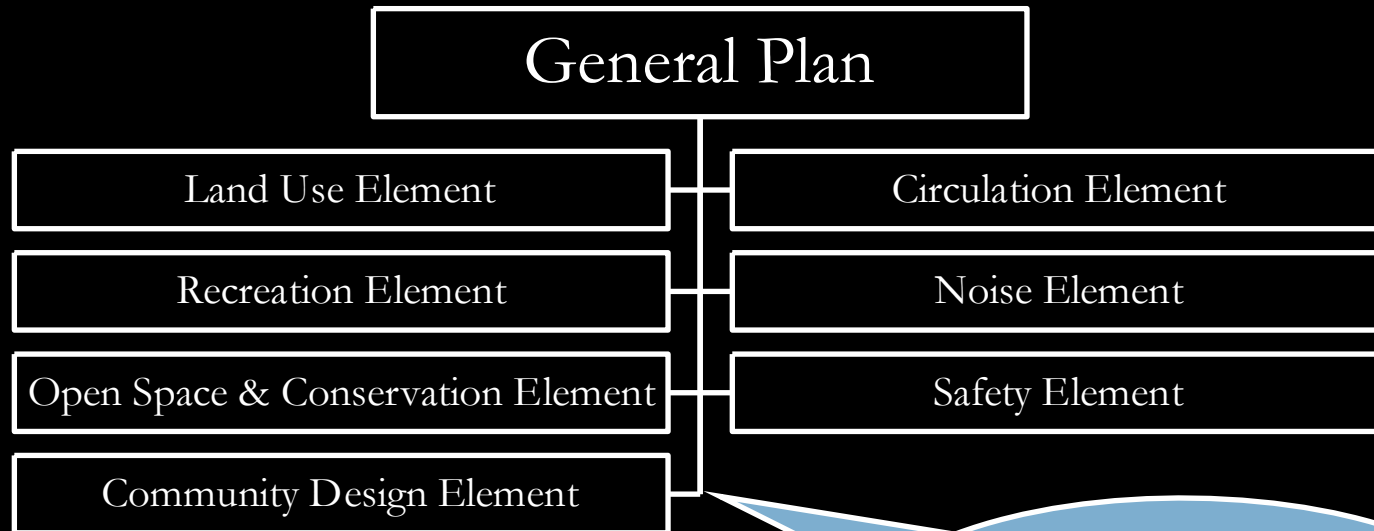 General Plan
Land Use Element
Circulation Element
Recreation Element
Noise Element
Open Space & Conservation Element
Safety Element
Community Design Element